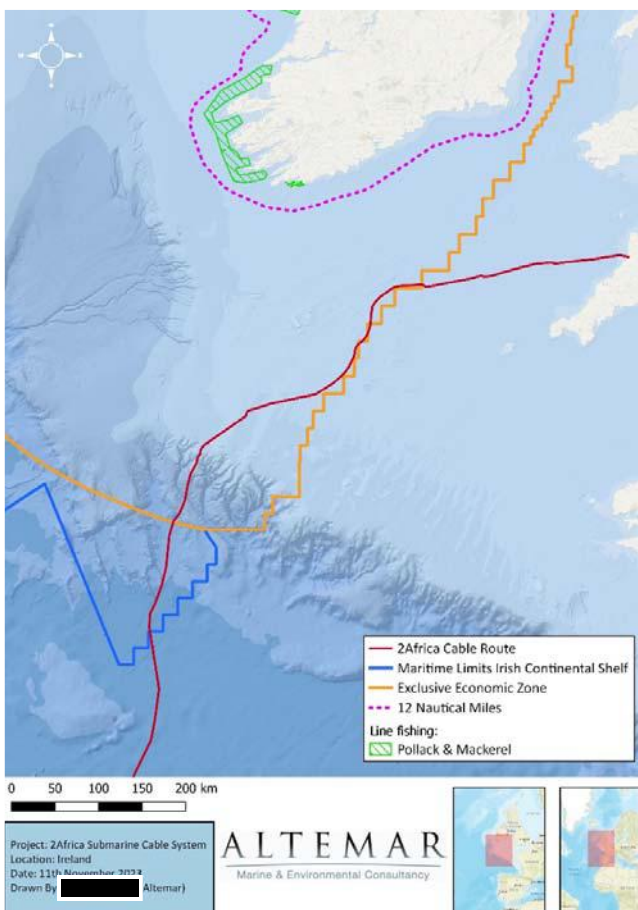 2Africa Cable Route
Maritime Limits Irish Continental Shelf
Exclusive Economic Zone
12 Nautical Miles
Line fishing:
Pollack & Mackerel
0 50 100 150 200 km
Project: 2Africa Submarine Cable System
Location: Ireland
Date: 11th November 2023
Drawn By Altemar)
ALTEMAR
Marine & Environmental Consultancy